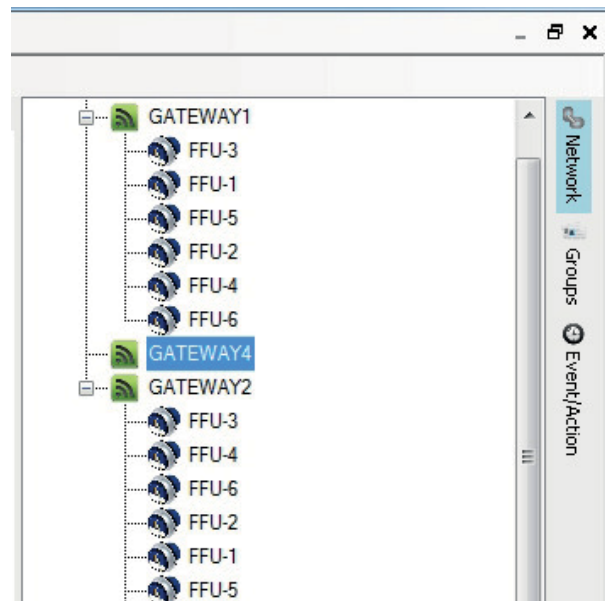 GATEWAY1
FFU-3
FFU-1
FFU-5
FFU-2
FFU-4
FFU-6
GATEWAY4
GATEWAY2
FFU-3
FFU-4
FFU-6
FFU-2
FFU-1
FFU-5
Network
Groups
Event/Action